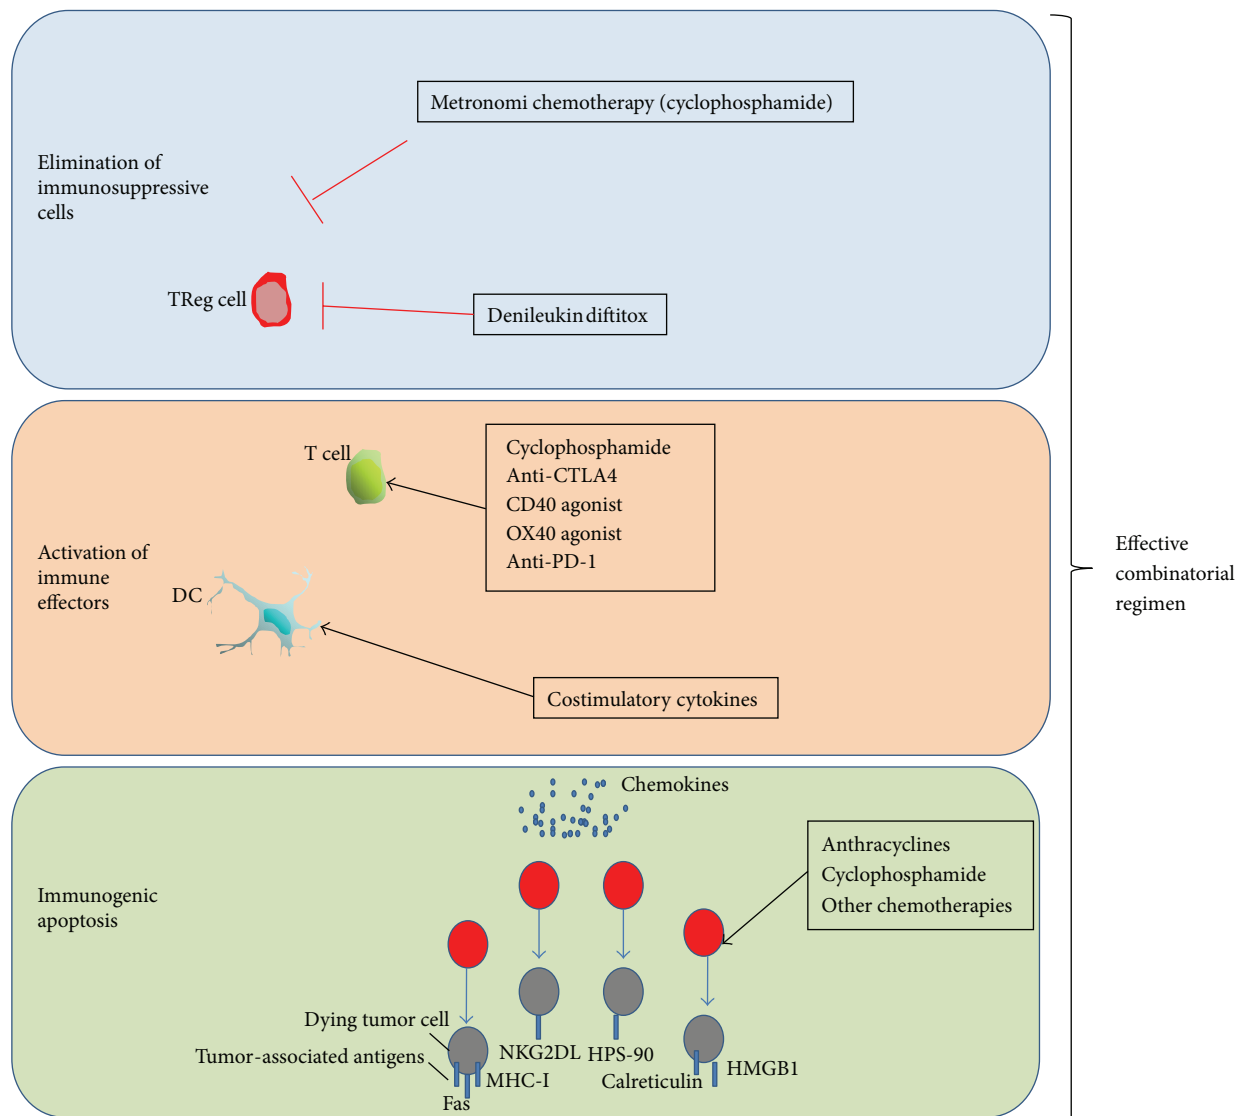 Metronomi chemotherapy (cyclophosphamide)
Elimination of
immunosuppressive
cells
TReg cell
Denileukin diftitox
T cell
Cyclophosphamide
Anti-CTLA4
CD40 agonist
OX40 agonist
Anti-PD-1
Activation of
immune
effectors
DC
Costimulatory cytokines
Effective
combinatorial
regimen
Chemokines
Anthracyclines
Cyclophosphamide
Other chemotherapies
Immunogenic
apoptosis
Dying tumor cell
Tumor-associated antigens
NKG2DL
HPS-90
MHC-I
Calreticulin
HMGB1
Fas